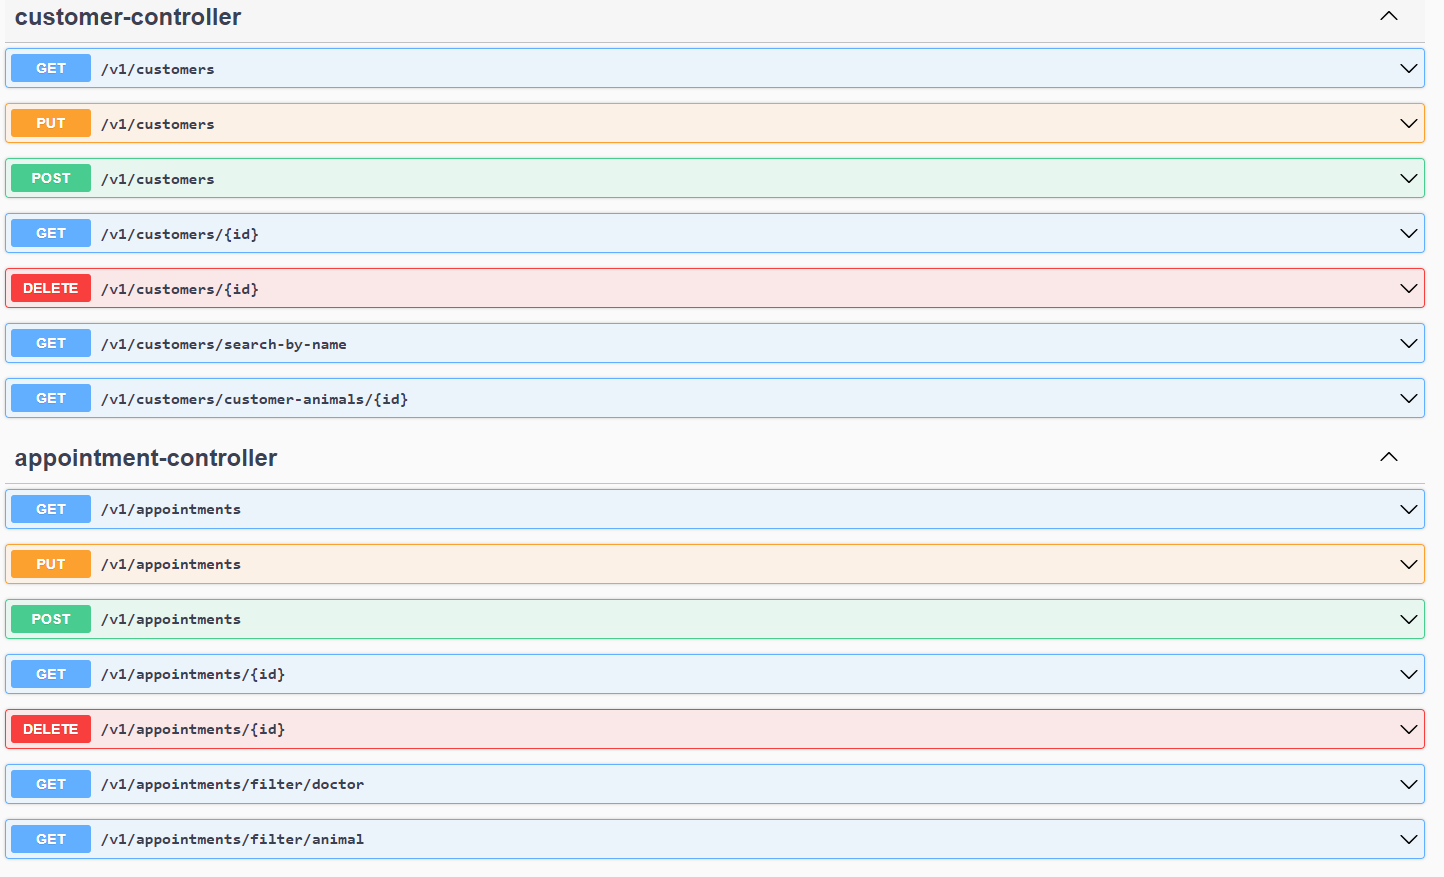 customer-controller
GET /v1/customers
PUT /v1/customers
POST /v1/customers
GET /v1/customers/{id}
DELETE /v1/customers/{id}
GET /v1/customers/search-by-name
GET /v1/customers/customer-animals/{id}
appointment-controller
GET /v1/appointments
PUT /v1/appointments
POST /v1/appointments
GET /v1/appointments/{id}
DELETE /v1/appointments/{id}
GET /v1/appointments/filter/doctor
GET /v1/appointments/filter/animal